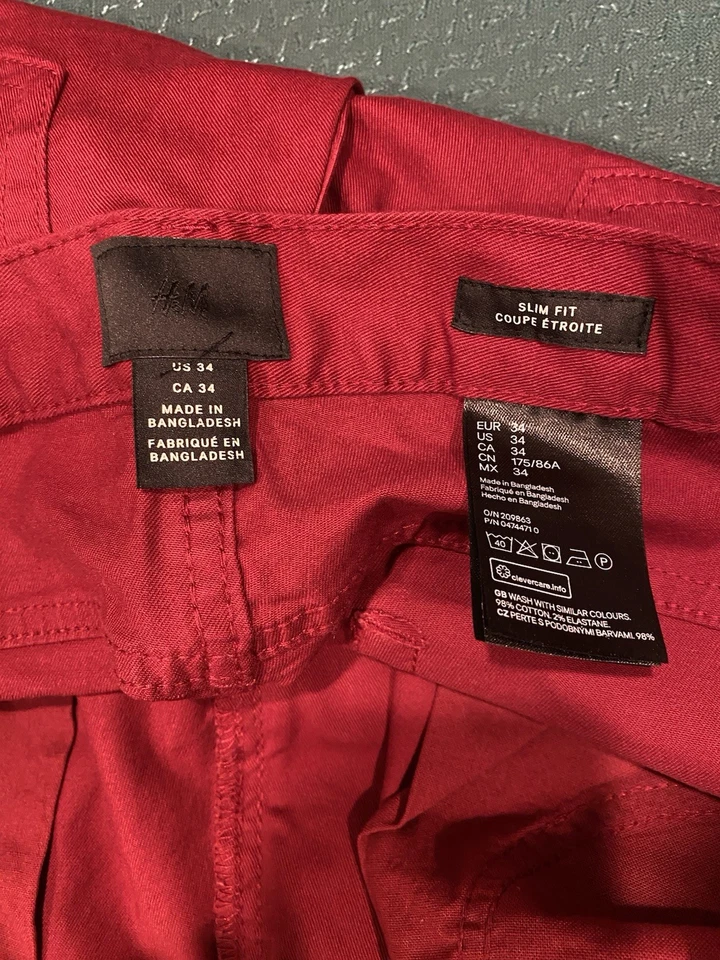 H&M
US 34
CA 34
MADE IN
BANGLADESH
FABRIQUÉ EN
BANGLADESH
SLIM FIT
COUPE ÉTROITE
EUR 34
US 34
CA 34
CN 175/86A
MX 34
Made in Bangladesh
Fabriqué en Bangladesh
Hecho en Bangladesh
O/N 209863
P/N 0474471 0
40 P
clevercare.info
GB WASH WITH SIMILAR COLOURS.
98% COTTON. 2% ELASTANE.
CZ PERTE S PODOBNÝMI BARVAMI. 98%